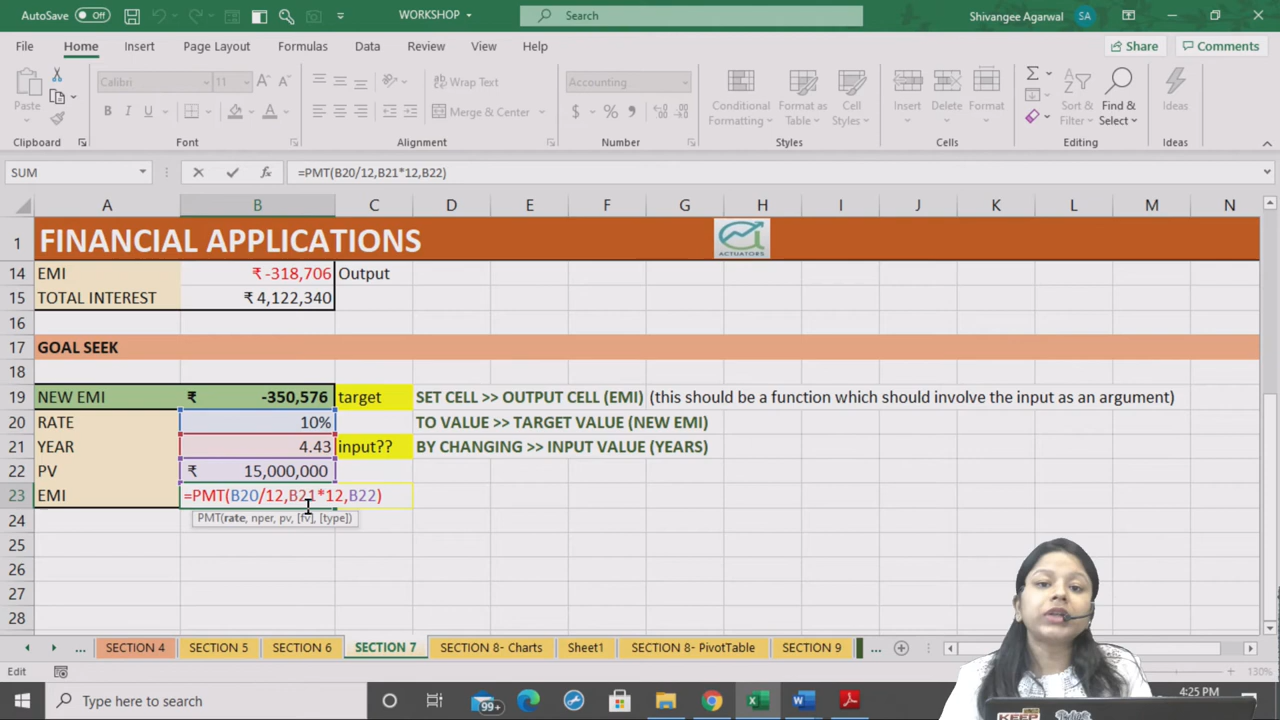 AutoSave Off
WORKSHOP
Search
Shivangee Agarwal SA
File Home Insert Page Layout Formulas Data Review View Help
Share Comments
Paste
Calibri 11
B I U
Wrap Text
Merge & Center
Accounting
$ % ,
Conditional Formatting
Format as Table
Cell Styles
Insert Delete Format
Sort & Filter
Find & Select
Ideas
Clipboard Font Alignment Number Styles Cells Editing Ideas
SUM fx =PMT(B20/12,B21*12,B22)
A B C D E F G H I J K L M N
1 FINANCIAL APPLICATIONS
ACTUATORS
14 EMI ₹ -318,706 Output
15 TOTAL INTEREST ₹ 4,122,340
16
17 GOAL SEEK
18
19 NEW EMI ₹ -350,576 target SET CELL >> OUTPUT CELL (EMI) (this should be a function which should involve the input as an argument)
20 RATE 10% TO VALUE >> TARGET VALUE (NEW EMI)
21 YEAR 4.43 input?? BY CHANGING >> INPUT VALUE (YEARS)
22 PV ₹ 15,000,000
23 EMI =PMT(B20/12,B21*12,B22)
PMT(rate, nper, pv, [fv], [type])
24
25
26
27
28
... SECTION 4 SECTION 5 SECTION 6 SECTION 7 SECTION 8- Charts Sheet1 SECTION 8- PivotTable SECTION 9 ...
Edit 130%
Type here to search
99+
4:25 PM
KEEP